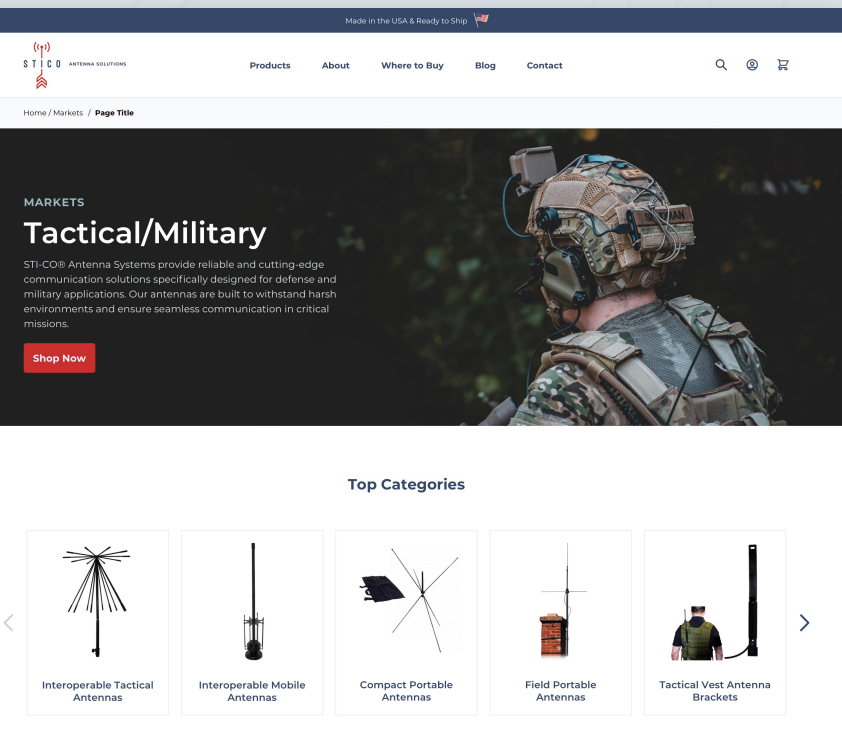 Made in the USA & Ready to Ship
STICO ANTENNA SOLUTIONS
Products About Where to Buy Blog Contact
Home / Markets / Page Title
MARKETS
Tactical/Military
STI-CO® Antenna Systems provide reliable and cutting-edge
communication solutions specifically designed for defense and
military applications. Our antennas are built to withstand harsh
environments and ensure seamless communication in critical
missions.
Shop Now
Top Categories
Interoperable Tactical
Antennas
Interoperable Mobile
Antennas
Compact Portable
Antennas
Field Portable
Antennas
Tactical Vest Antenna
Brackets